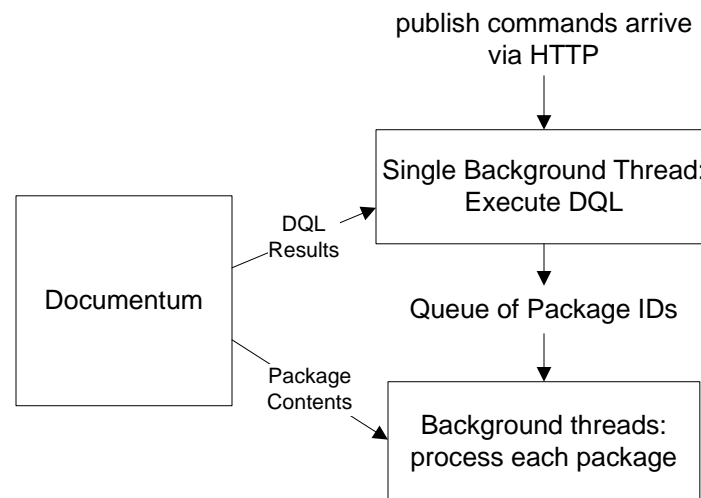 publish commands arrive
via HTTP
Single Background Thread:
Execute DQL
DQL
Results
Documentum
Queue of Package IDs
Package
Contents
Background threads:
process each package